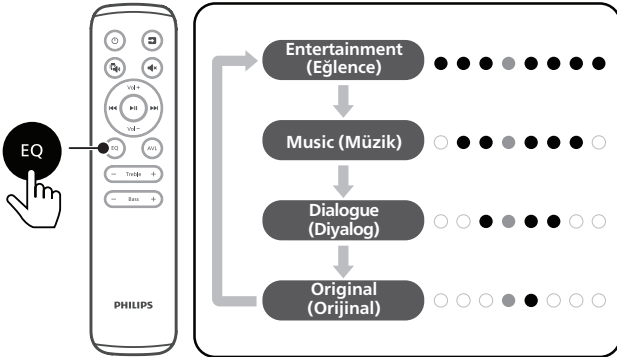 Vol+
Vol−
EQ
EQ
AVL
− Treble +
− Bass +
PHILIPS
Entertainment
(Eğlence)
Music (Müzik)
Dialogue
(Diyalog)
Original
(Orijinal)